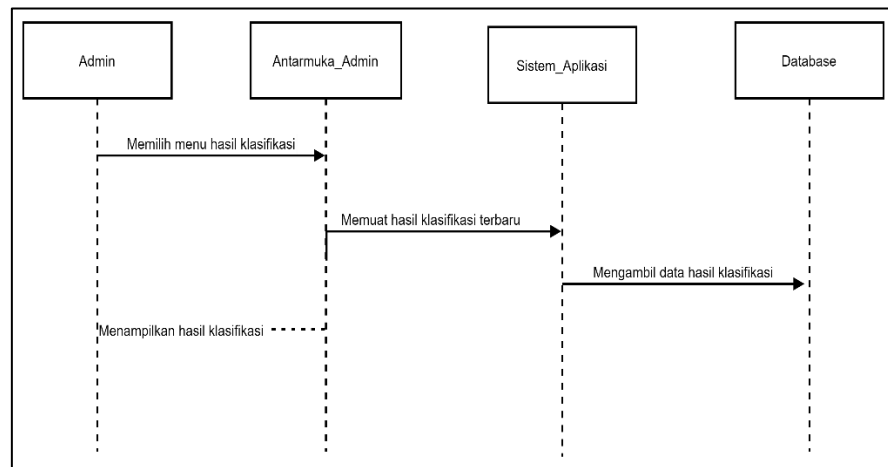 Admin
Antarmuka_Admin
Sistem_Aplikasi
Database
Memilih menu hasil klasifikasi
Memuat hasil klasifikasi terbaru
Mengambil data hasil klasifikasi
Menampilkan hasil klasifikasi